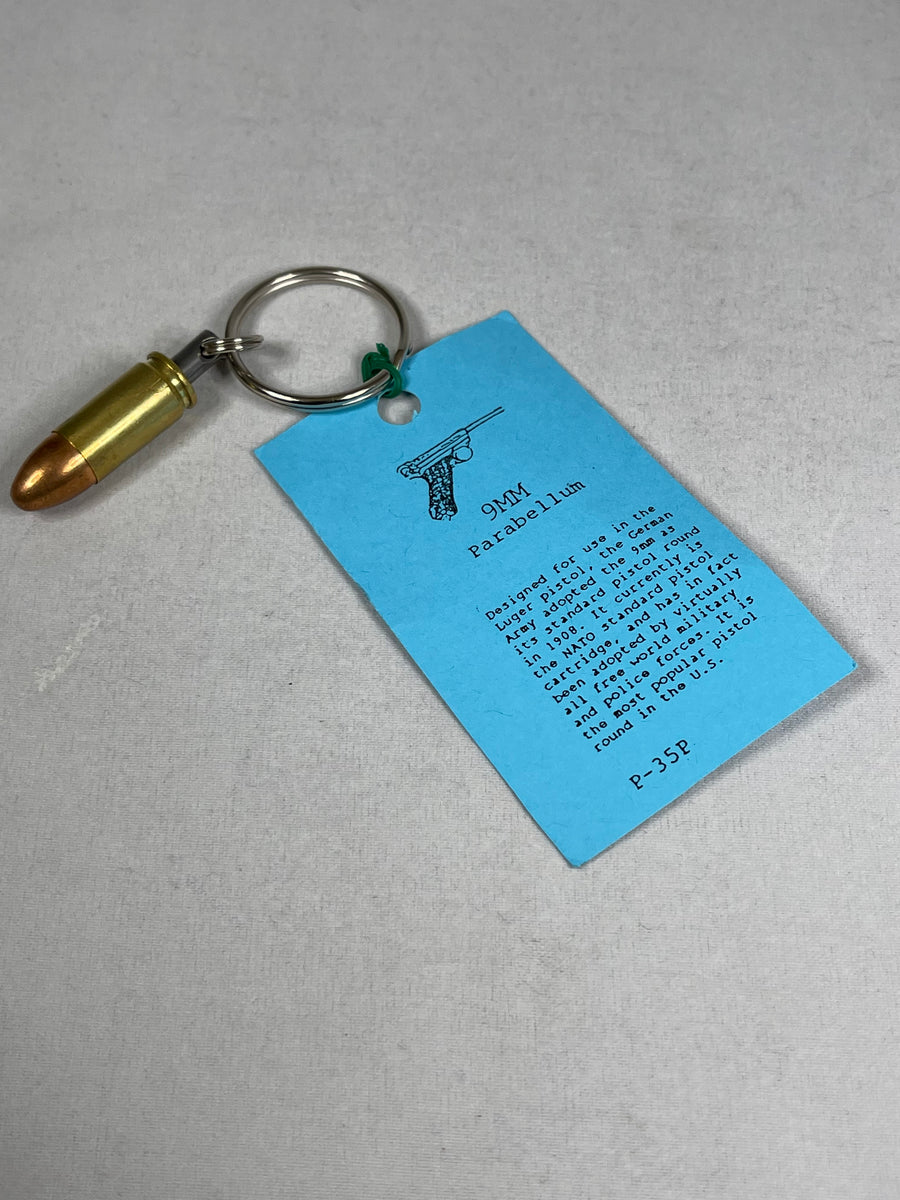 9MM
Parabellum
Designed for use in the
Luger pistol, the German
Army adopted the 9mm as
its standard pistol round
in 1908. It currently is
the NATO standard pistol
cartridge, and has in fact
been adopted by virtually
all free world military
and police forces. It is
the most popular pistol
round in the U.S.
P-35P